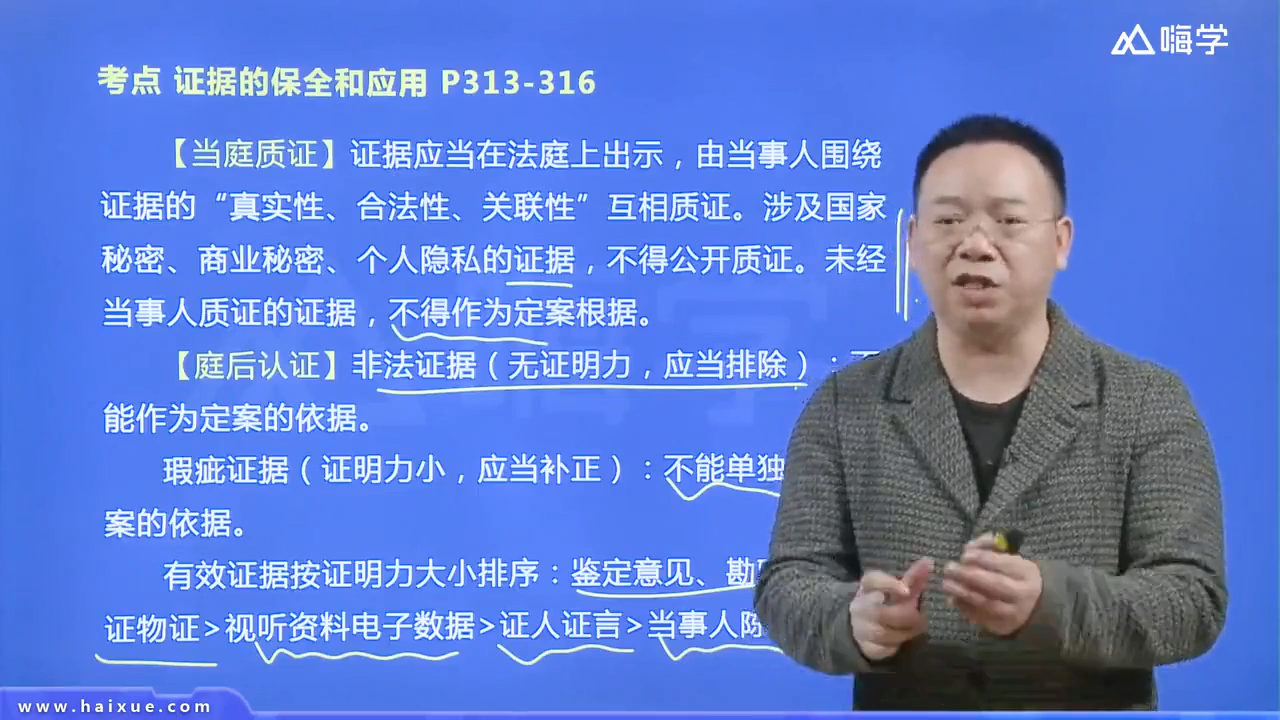 嗨学
考点 证据的保全和应用 P313-316
【当庭质证】证据应当在法庭上出示，由当事人围绕
证据的“真实性、合法性、关联性”互相质证。涉及国家
秘密、商业秘密、个人隐私的证据，不得公开质证。未经
当事人质证的证据，不得作为定案根据。
【庭后认证】非法证据（无证明力，应当排除）：不
能作为定案的依据。
瑕疵证据（证明力小，应当补正）：不能单独
案的依据。
有效证据按证明力大小排序：鉴定意见、勘
证物证>视听资料电子数据>证人证言>当事人陈
www.haixue.com